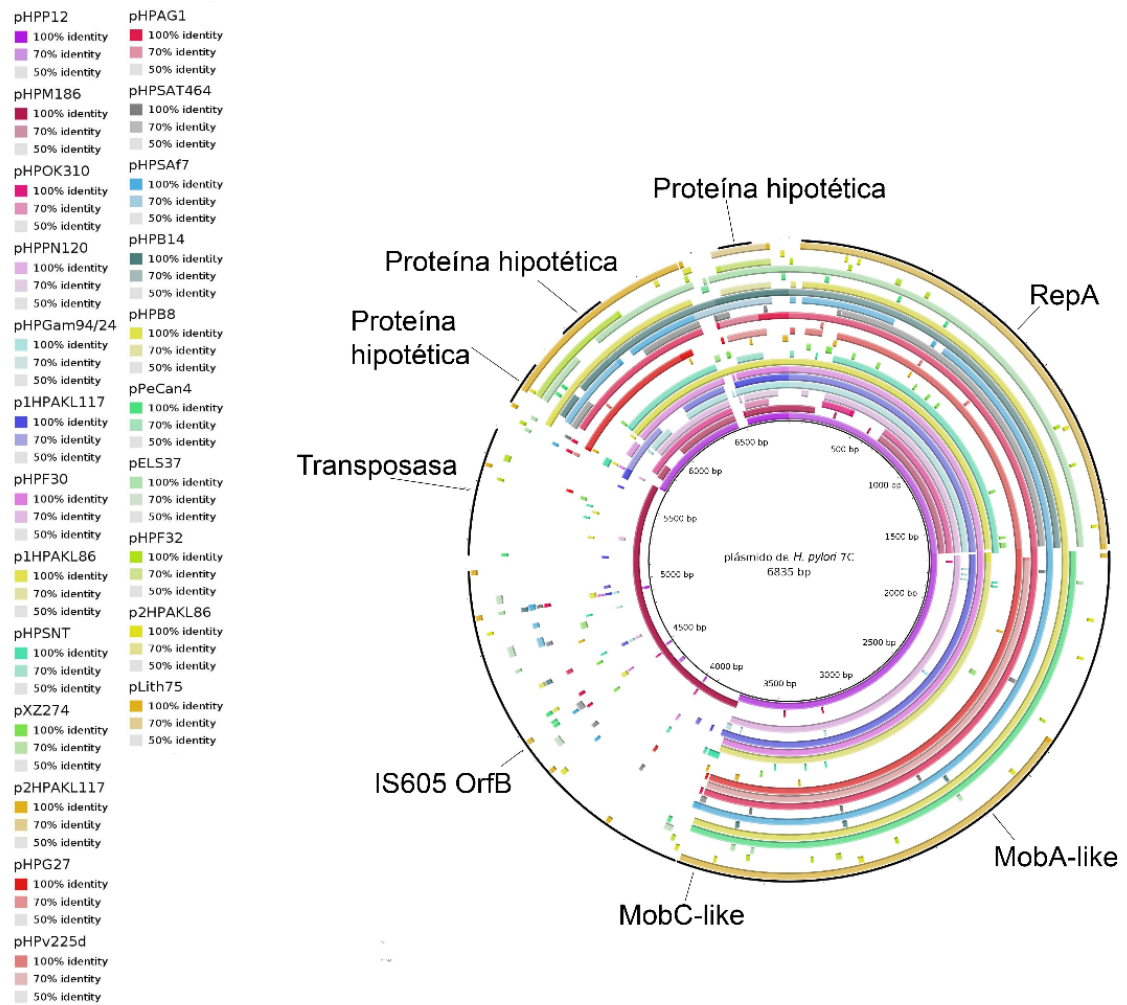 pHPP12
100% identity
70% identity
50% identity
pHPM186
100% identity
70% identity
50% identity
pHPOK310
100% identity
70% identity
50% identity
pHPPN120
100% identity
70% identity
50% identity
pHPGam94/24
100% identity
70% identity
50% identity
p1HPAKL117
100% identity
70% identity
50% identity
pHPF30
100% identity
70% identity
50% identity
p1HPAKL86
100% identity
70% identity
50% identity
pHPSNT
100% identity
70% identity
50% identity
pXZ274
100% identity
70% identity
50% identity
p2HPAKL117
100% identity
70% identity
50% identity
pHPG27
100% identity
70% identity
50% identity
pHPv225d
100% identity
70% identity
50% identity
pHPAG1
100% identity
70% identity
50% identity
pHPSAT464
100% identity
70% identity
50% identity
pHPSAf7
100% identity
70% identity
50% identity
pHPB14
100% identity
70% identity
50% identity
pHPB8
100% identity
70% identity
50% identity
pPeCan4
100% identity
70% identity
50% identity
pELS37
100% identity
70% identity
50% identity
pHPF32
100% identity
70% identity
50% identity
p2HPAKL86
100% identity
70% identity
50% identity
pLith75
100% identity
70% identity
50% identity
Proteína hipotética
Proteína hipotética
Proteína
hipotética
RepA
Transposasa
IS605 OrfB
MobC-like
MobA-like
500 bp
1000 bp
1500 bp
2000 bp
2500 bp
3000 bp
3500 bp
4000 bp
4500 bp
5000 bp
5500 bp
6000 bp
6500 bp
plásmido de H. pylori 7C
6835 bp